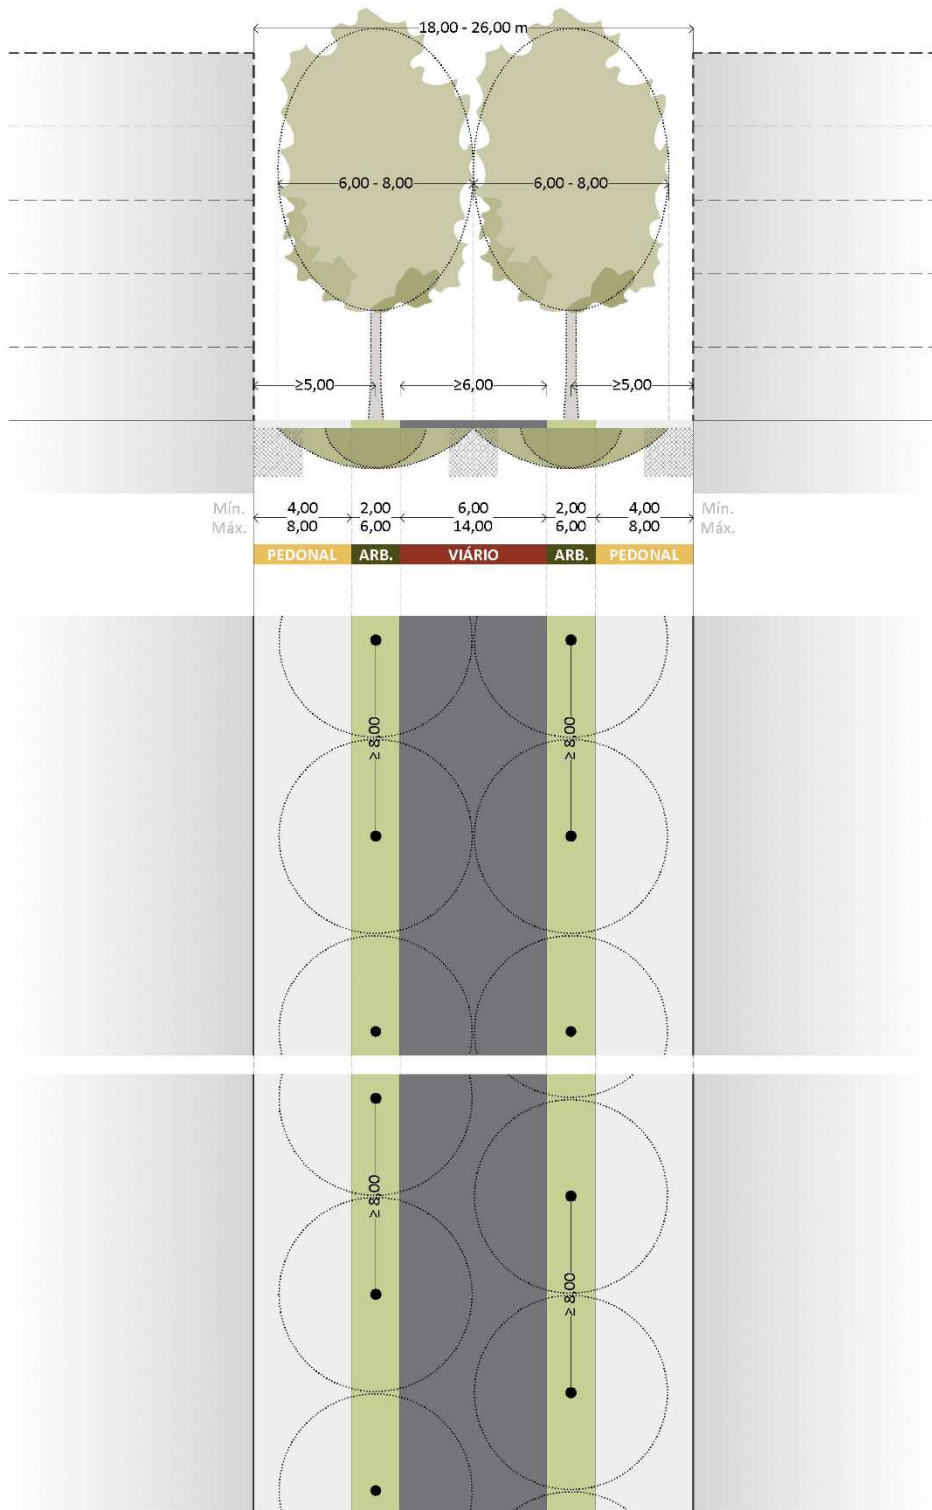 18,00 - 26,00 m
6,00 - 8,00 6,00 - 8,00
≥5,00 ≥6,00 ≥5,00
Mín. 4,00 2,00 6,00 2,00 4,00 Mín.
Máx. 8,00 6,00 14,00 6,00 8,00 Máx.
PEDONAL ARB. VIÁRIO ARB. PEDONAL
≥ 8,00 ≥ 8,00
≥ 8,00
≥ 8,00